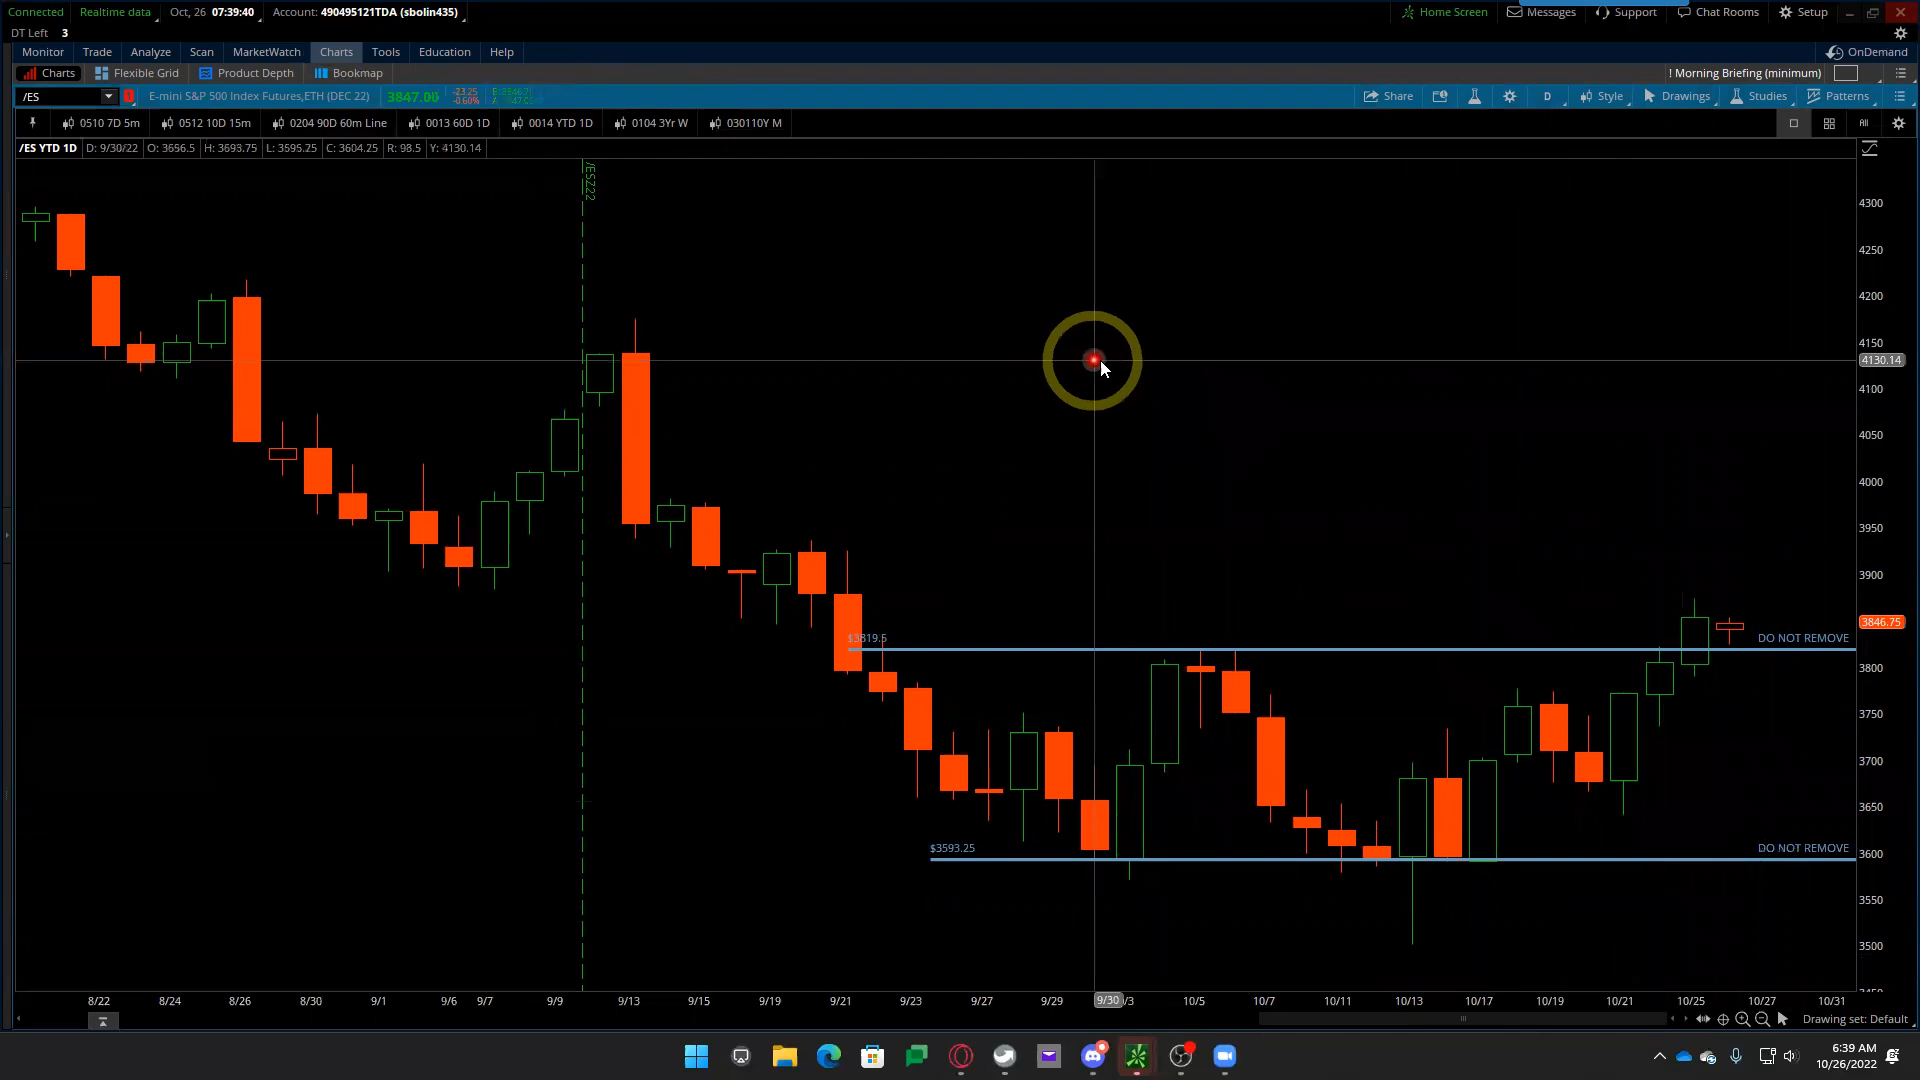 Connected Realtime data Oct, 26 07:39:40 Account: 490495121TDA (sbolin435) Home Screen Messages Support Chat Rooms Setup
DT Left 3
Monitor Trade Analyze Scan MarketWatch Charts Tools Education Help OnDemand
Charts Flexible Grid Product Depth Bookmap ! Morning Briefing (minimum)
/ES E-mini S&P 500 Index Futures,ETH (DEC 22) 3847.00 -23.25 -0.60% Share D Style Drawings Studies Patterns
0510 7D 5m 0512 10D 15m 0204 90D 60m Line 0013 60D 1D 0014 YTD 1D 0104 3Yr W 030110Y M All
/ES YTD 1D D: 9/30/22 O: 3656.5 H: 3693.75 L: 3595.25 C: 3604.25 R: 98.5 Y: 4130.14
/ESZ22
4300
4250
4200
4150
4130.14
4100
4050
4000
3950
3900
3846.75
$3819.5 DO NOT REMOVE
3800
3750
3700
3650
$3593.25 DO NOT REMOVE
3600
3550
3500
8/22 8/24 8/26 8/30 9/1 9/6 9/7 9/9 9/13 9/15 9/19 9/21 9/23 9/27 9/29 9/30 /3 10/5 10/7 10/11 10/13 10/17 10/19 10/21 10/25 10/27 10/31
Drawing set: Default
6:39 AM
10/26/2022